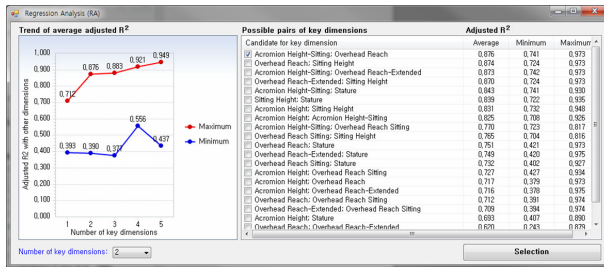 Regression Analysis (RA)
Trend of average adjusted R²
Possible pairs of key dimensions
Adjusted R²
Adjusted R2 with other dimensions
1,000
0,900
0,800
0,700
0,600
0,500
0,400
0,300
0,200
0,100
0,000
0,712
0,876
0,883
0,921
0,949
0,393
0,390
0,377
0,556
0,437
1 2 3 4 5
Number of key dimensions
Maximum
Minimum
Candidate for key dimension Average Minimum Maximum
Acromion Height-Sitting; Overhead Reach 0,876 0,741 0,973
Overhead Reach; Sitting Height 0,874 0,724 0,973
Acromion Height-Sitting; Overhead Reach-Extended 0,873 0,742 0,973
Overhead Reach-Extended; Sitting Height 0,870 0,724 0,973
Acromion Height-Sitting; Stature 0,843 0,741 0,930
Sitting Height; Stature 0,839 0,722 0,935
Acromion Height; Sitting Height 0,831 0,732 0,948
Acromion Height; Acromion Height-Sitting 0,825 0,708 0,926
Acromion Height-Sitting; Overhead Reach Sitting 0,770 0,723 0,817
Overhead Reach Sitting; Sitting Height 0,765 0,704 0,816
Overhead Reach; Stature 0,751 0,421 0,973
Overhead Reach-Extended; Stature 0,749 0,420 0,975
Overhead Reach Sitting; Stature 0,732 0,402 0,927
Acromion Height; Overhead Reach Sitting 0,727 0,427 0,934
Acromion Height; Overhead Reach 0,717 0,379 0,973
Acromion Height; Overhead Reach-Extended 0,716 0,378 0,975
Overhead Reach; Overhead Reach Sitting 0,712 0,391 0,974
Overhead Reach-Extended; Overhead Reach Sitting 0,709 0,394 0,974
Acromion Height; Stature 0,693 0,407 0,890
Overhead Reach; Overhead Reach-Extended 0,620 0,243 0,879
Number of key dimensions: 2
Selection